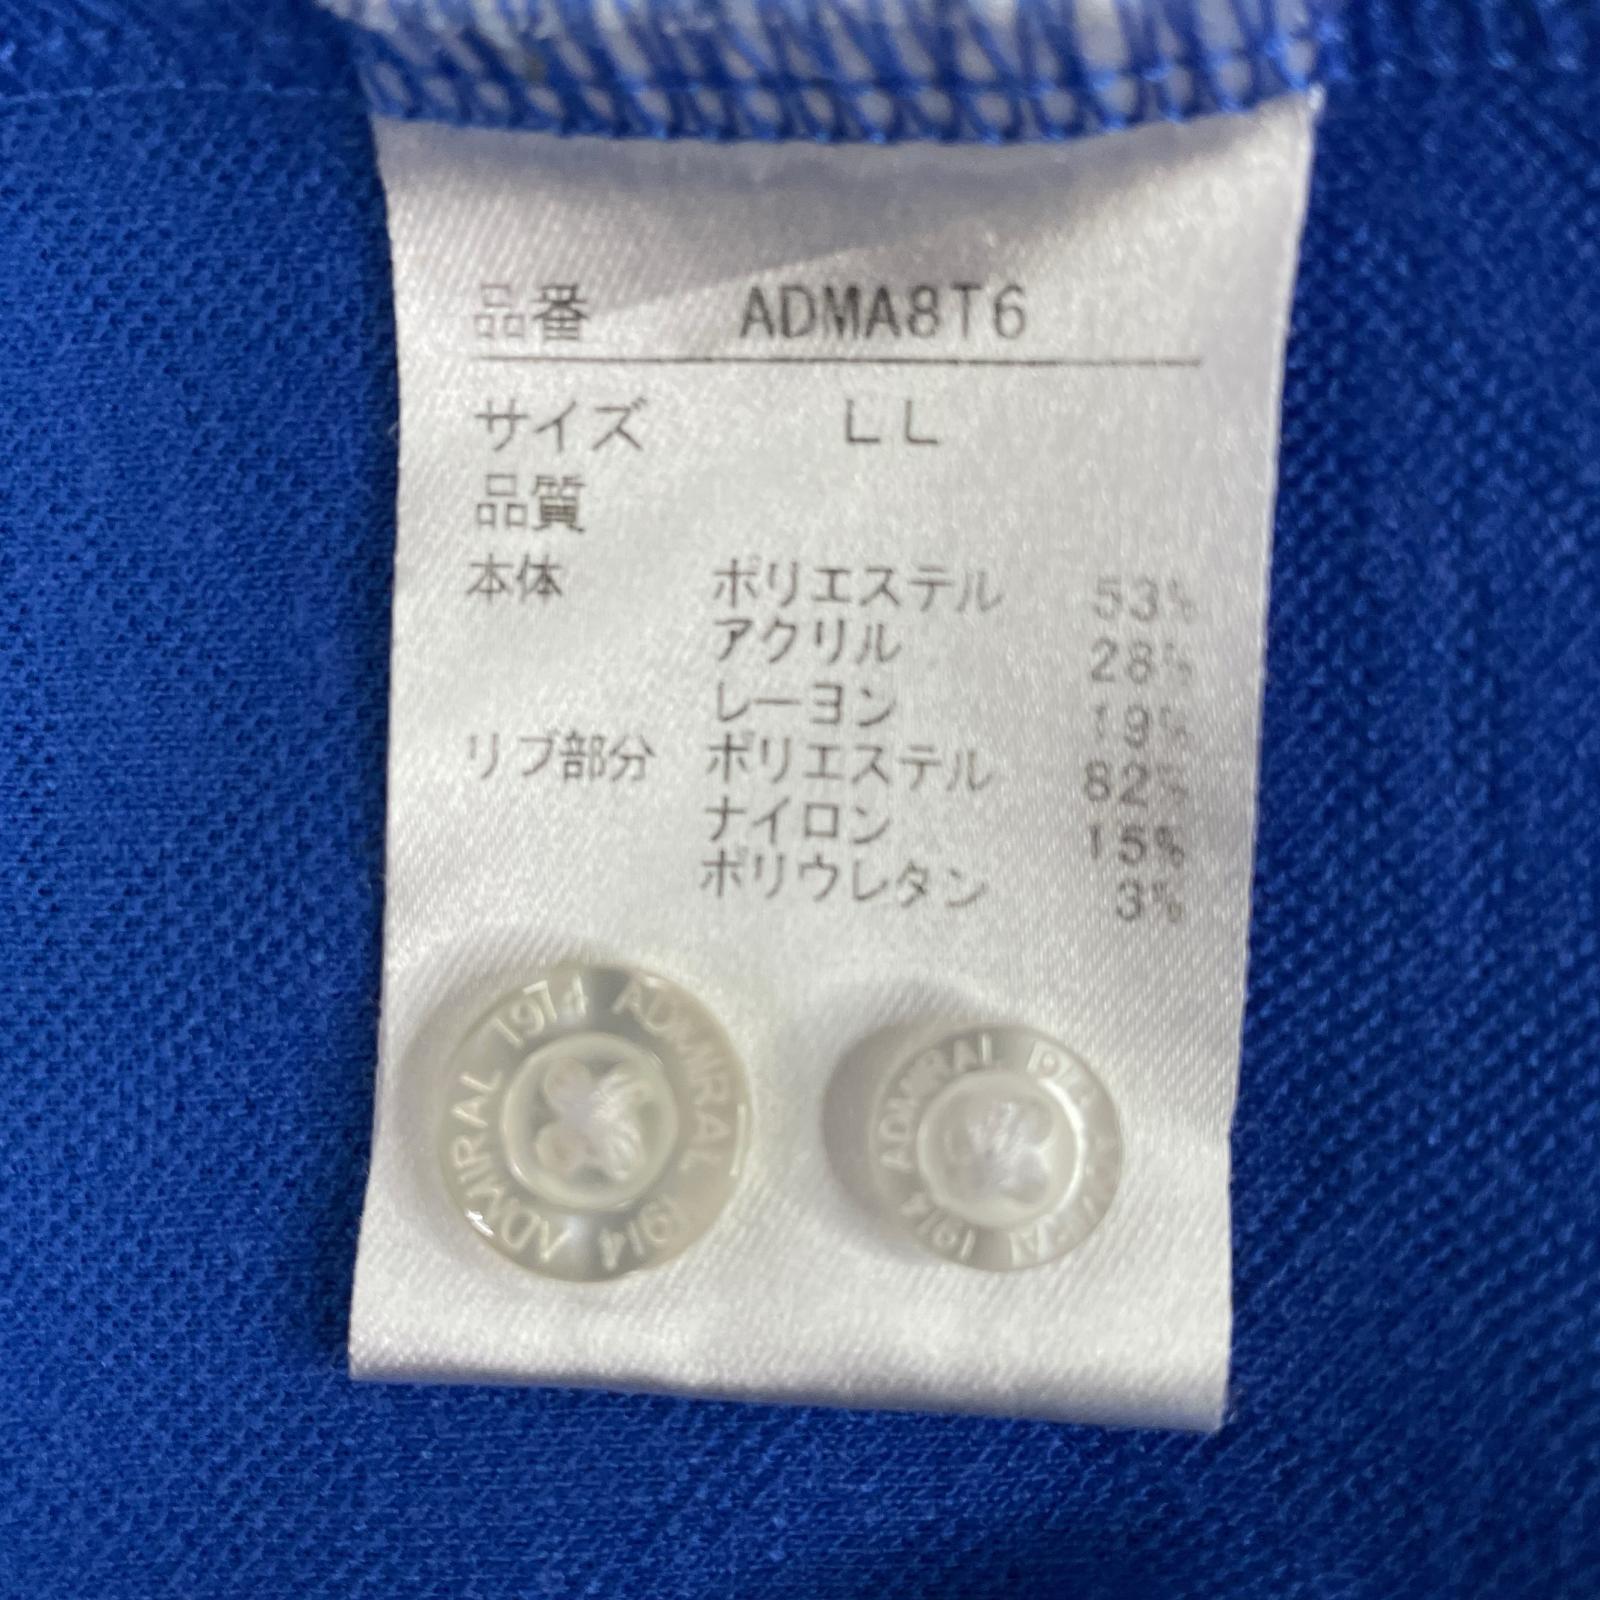 品番 ADMA8T6
サイズ LL
品質
本体 ポリエステル 53%
アクリル 28%
レーヨン 19%
リブ部分 ポリエステル 82%
ナイロン 15%
ポリウレタン 3%
ADMIRAL 1914 ADMIRAL 1914
ADMIRAL 1914